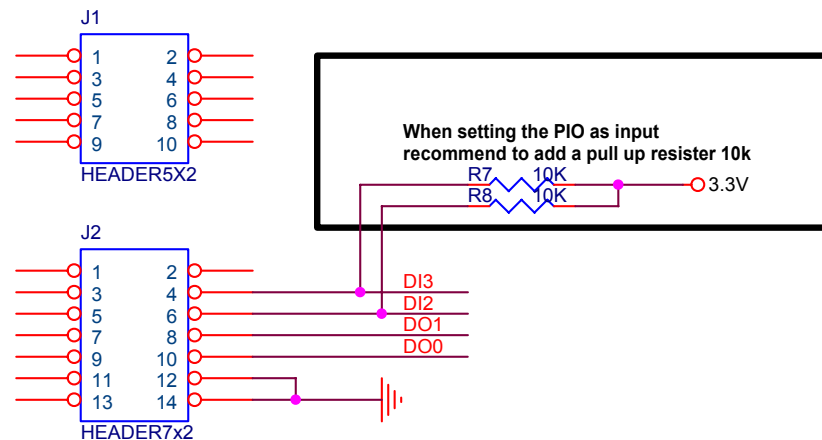 J1
1 2
3 4
5 6
7 8
9 10
HEADER5X2
When setting the PIO as input
recommend to add a pull up resister 10k
R7 10K
R8 10K
3.3V
J2
1 2
3 4 DI3
5 6 DI2
7 8 DO1
9 10 DO0
11 12
13 14
HEADER7x2